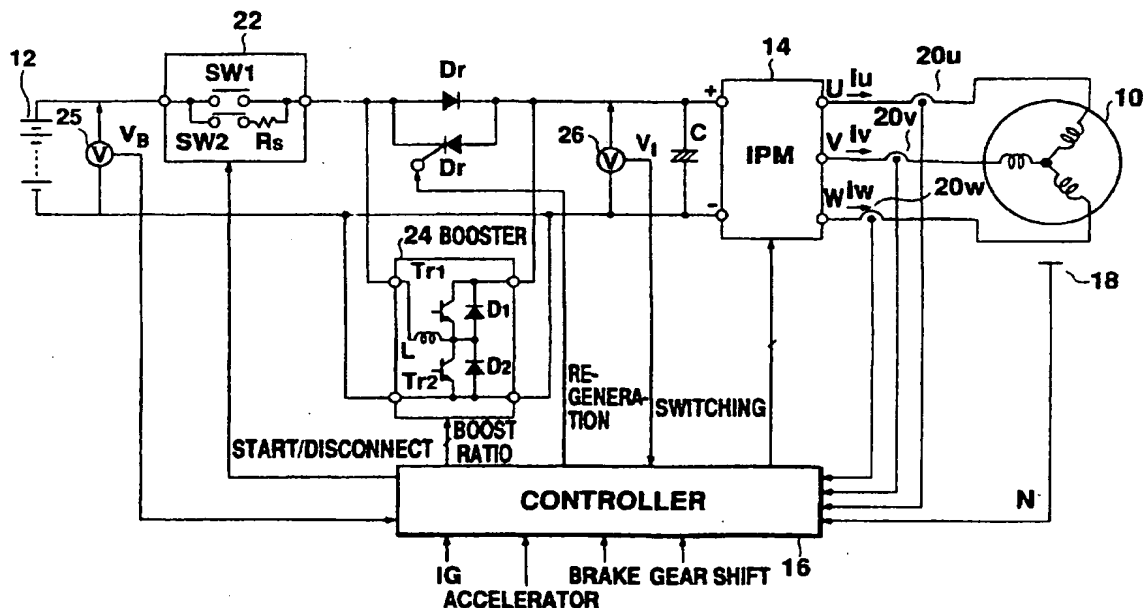 22
12
SW1
SW2
Rs
25
VB
Dr
Dr
26
VI
C
+
-
14
IPM
U
V
W
Iu
Iv
Iw
20u
20v
20w
10
18
24 BOOSTER
Tr1
D1
L
Tr2
D2
START/DISCONNECT
BOOST
RATIO
RE-
GENERA-
TION
SWITCHING
CONTROLLER
N
16
IG
ACCELERATOR
BRAKE
GEAR SHIFT